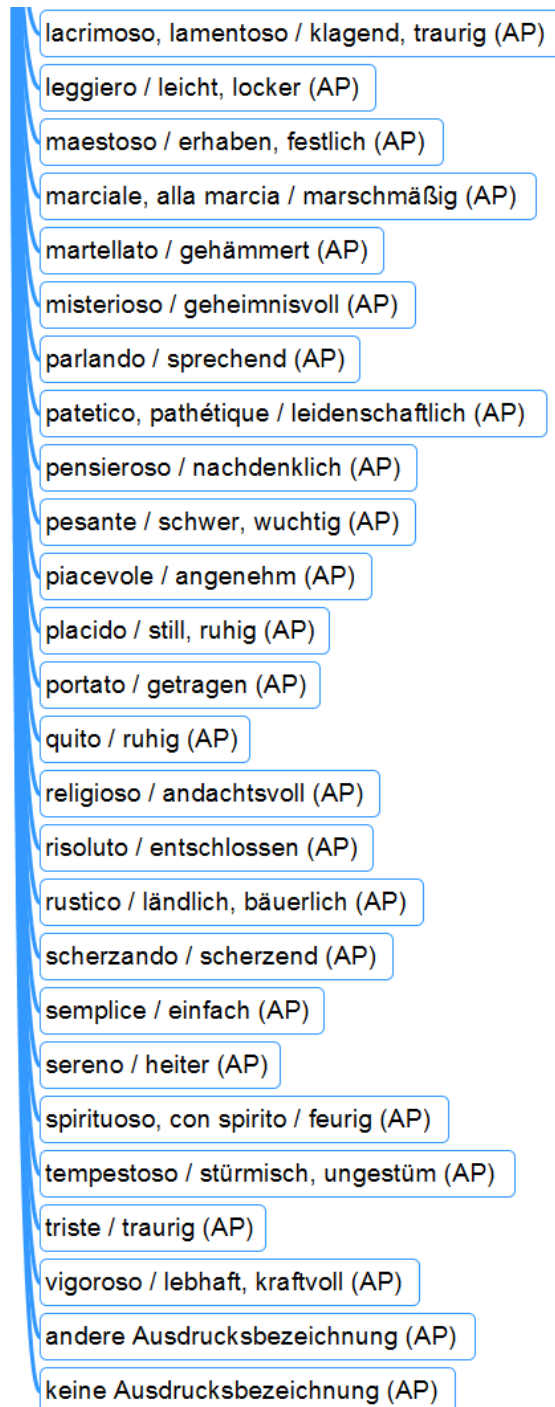 lacrimoso, lamentoso / klagend, traurig (AP)
leggiero / leicht, locker (AP)
maestoso / erhaben, festlich (AP)
marciale, alla marcia / marschmäßig (AP)
martellato / gehämmert (AP)
misterioso / geheimnisvoll (AP)
parlando / sprechend (AP)
patetico, pathétique / leidenschaftlich (AP)
pensieroso / nachdenklich (AP)
pesante / schwer, wuchtig (AP)
piacevole / angenehm (AP)
placido / still, ruhig (AP)
portato / getragen (AP)
quito / ruhig (AP)
religioso / andachtsvoll (AP)
risoluto / entschlossen (AP)
rustico / ländlich, bäuerlich (AP)
scherzando / scherzend (AP)
semplice / einfach (AP)
sereno / heiter (AP)
spirituoso, con spirito / feurig (AP)
tempestoso / stürmisch, ungestüm (AP)
triste / traurig (AP)
vigoroso / lebhaft, kraftvoll (AP)
andere Ausdrucksbezeichnung (AP)
keine Ausdrucksbezeichnung (AP)